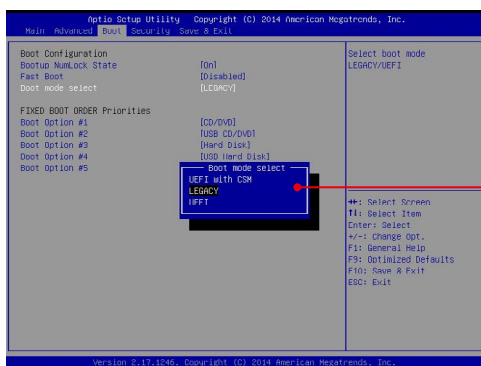 Aptio Setup Utility Copyright (C) 2014 American Megatrends, Inc.
Main Advanced Boot Security Save & Exit
Boot Configuration
Bootup NumLock State [On]
Fast Boot [Disabled]
Boot mode select [LEGACY]
FIXED BOOT ORDER Priorities
Boot Option #1 [CD/DVD]
Boot Option #2 [USB CD/DVD]
Boot Option #3 [Hard Disk]
Boot Option #4 [USB Hard Disk]
Boot Option #5
Boot mode select
UEFI with CSM
LEGACY
UEFI
Select boot mode
LEGACY/UEFI
→←: Select Screen
↑↓: Select Item
Enter: Select
+/-: Change Opt.
F1: General Help
F9: Optimized Defaults
F10: Save & Exit
ESC: Exit
Version 2.17.1246. Copyright (C) 2014 American Megatrends, Inc.